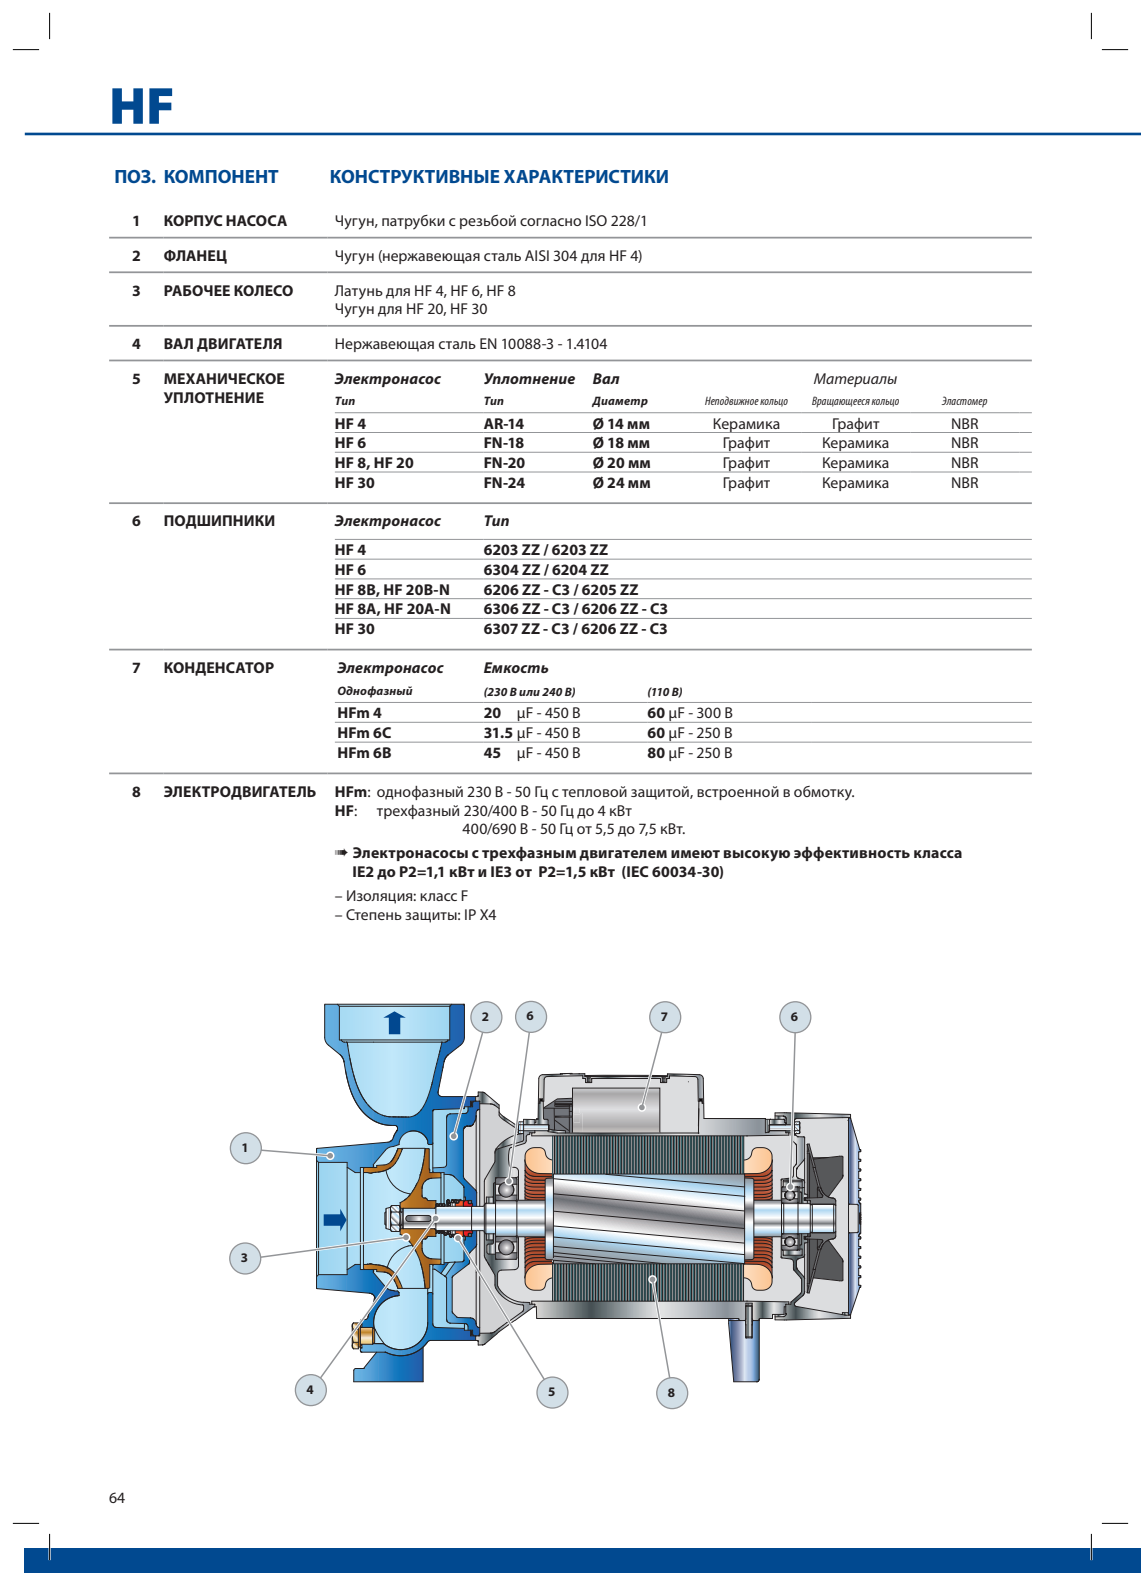 HF
ПОЗ. КОМПОНЕНТ КОНСТРУКТИВНЫЕ ХАРАКТЕРИСТИКИ
1 КОРПУС НАСОСА Чугун, патрубки с резьбой согласно ISO 228/1
2 ФЛАНЕЦ Чугун (нержавеющая сталь AISI 304 для HF 4)
3 РАБОЧЕЕ КОЛЕСО Латунь для HF 4, HF 6, HF 8
Чугун для HF 20, HF 30
4 ВАЛ ДВИГАТЕЛЯ Нержавеющая сталь EN 10088-3 - 1.4104
5 МЕХАНИЧЕСКОЕ Электронасос Уплотнение Вал Материалы
УПЛОТНЕНИЕ Тип Тип Диаметр Неподвижное кольцо Вращающееся кольцо Эластомер
HF 4 AR-14 Ø 14 мм Керамика Графит NBR
HF 6 FN-18 Ø 18 мм Графит Керамика NBR
HF 8, HF 20 FN-20 Ø 20 мм Графит Керамика NBR
HF 30 FN-24 Ø 24 мм Графит Керамика NBR
6 ПОДШИПНИКИ Электронасос Тип
HF 4 6203 ZZ / 6203 ZZ
HF 6 6304 ZZ / 6204 ZZ
HF 8B, HF 20B-N 6206 ZZ - C3 / 6205 ZZ
HF 8A, HF 20A-N 6306 ZZ - C3 / 6206 ZZ - C3
HF 30 6307 ZZ - C3 / 6206 ZZ - C3
7 КОНДЕНСАТОР Электронасос Емкость
Однофазный (230 В или 240 В) (110 В)
HFm 4 20 µF - 450 В 60 µF - 300 В
HFm 6C 31.5 µF - 450 В 60 µF - 250 В
HFm 6B 45 µF - 450 В 80 µF - 250 В
8 ЭЛЕКТРОДВИГАТЕЛЬ HFm: однофазный 230 В - 50 Гц с тепловой защитой, встроенной в обмотку.
HF: трехфазный 230/400 В - 50 Гц до 4 кВт
400/690 В - 50 Гц от 5,5 до 7,5 кВт.
➠ Электронасосы с трехфазным двигателем имеют высокую эффективность класса
IE2 до P2=1,1 кВт и IE3 от P2=1,5 кВт (IEC 60034-30)
– Изоляция: класс F
– Степень защиты: IP X4
2 6 7 6
1
3
4 5 8
64